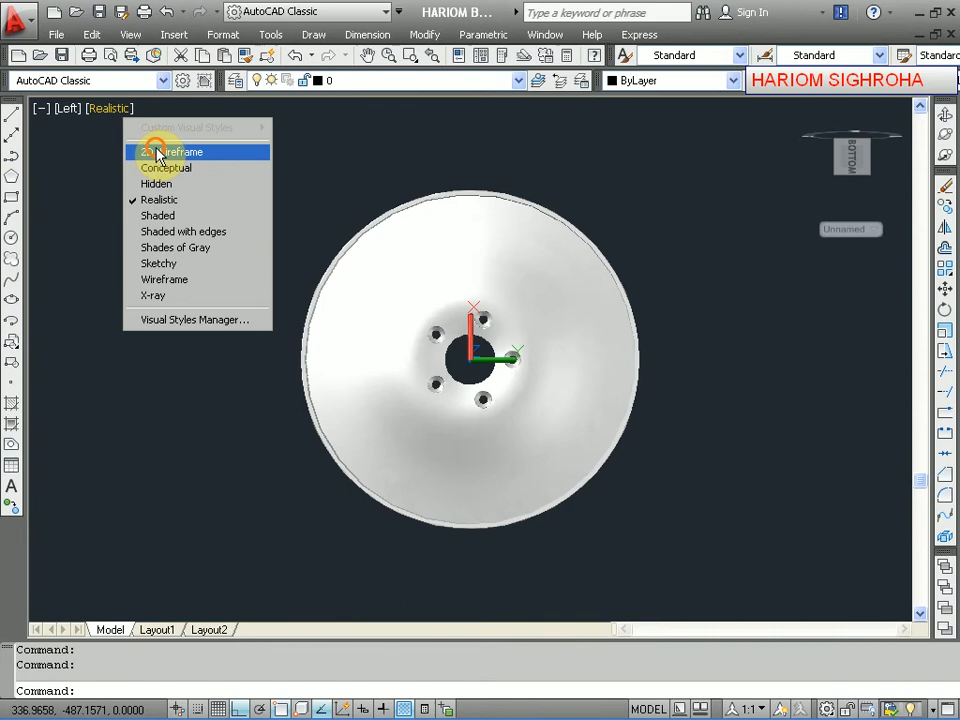 AutoCAD Classic
HARIOM B...
Type a keyword or phrase
Sign In
File Edit View Insert Format Tools Draw Dimension Modify Parametric Window Help Express
Standard
Standard
Standard
AutoCAD Classic
0
ByLayer
HARIOM SIGHROHA
[−] [Left] [Realistic]
Custom Visual Styles
2D Wireframe
Conceptual
Hidden
Realistic
Shaded
Shaded with edges
Shades of Gray
Sketchy
Wireframe
X-ray
Visual Styles Manager...
BOTTOM
Unnamed
X
Y
Model Layout1 Layout2
Command:
Command:
Command:
336.9658, -487.1571, 0.0000
MODEL
1:1